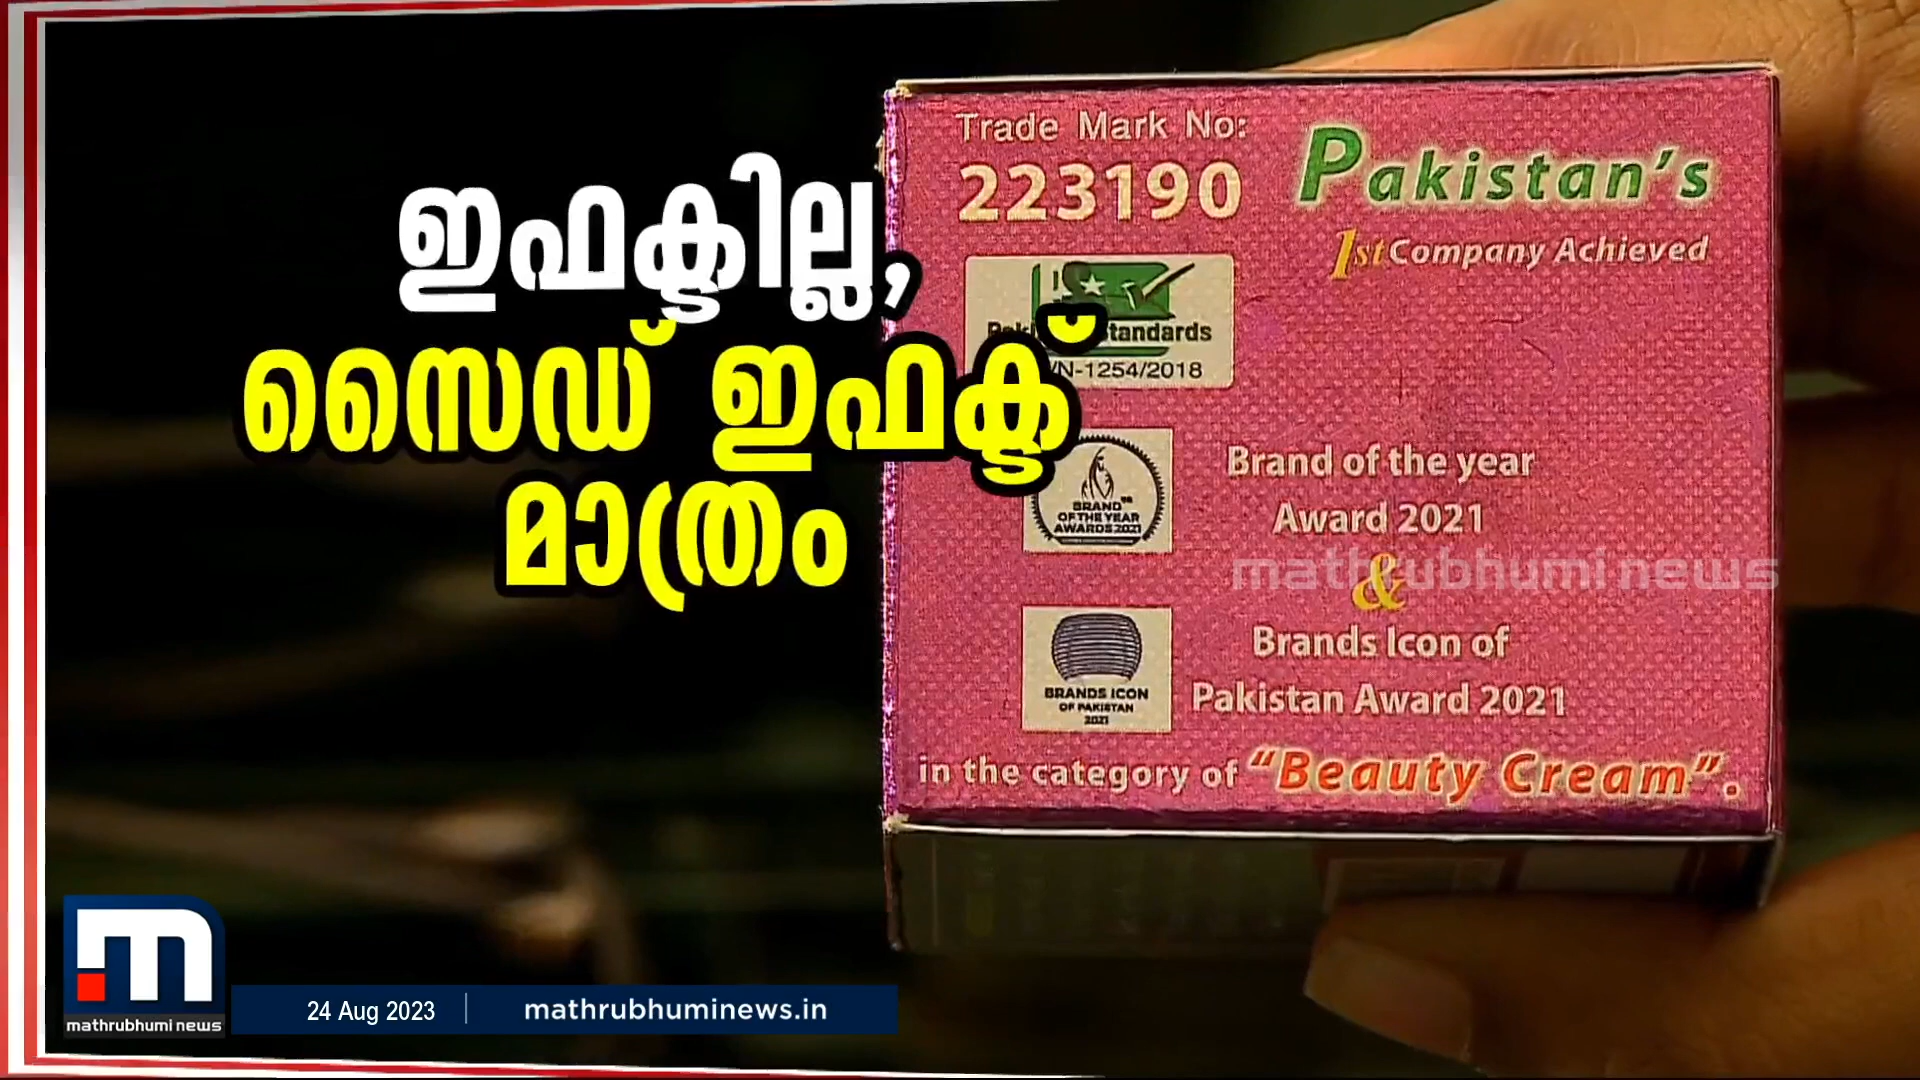 ഇഫക്ടില്ല,
സൈഡ് ഇഫക്ട്
മാത്രം
Trade Mark No:
223190
Pakistan's
1st Company Achieved
tandards
N-1254/2018
BRAND
OF THE YEAR
AWARDS 2021
Brand of the year
Award 2021
&
mathrubhumi news
BRANDS ICON
OF PAKISTAN
2021
Brands Icon of
Pakistan Award 2021
in the category of "Beauty Cream".
mathrubhumi news
24 Aug 2023
mathrubhuminews.in